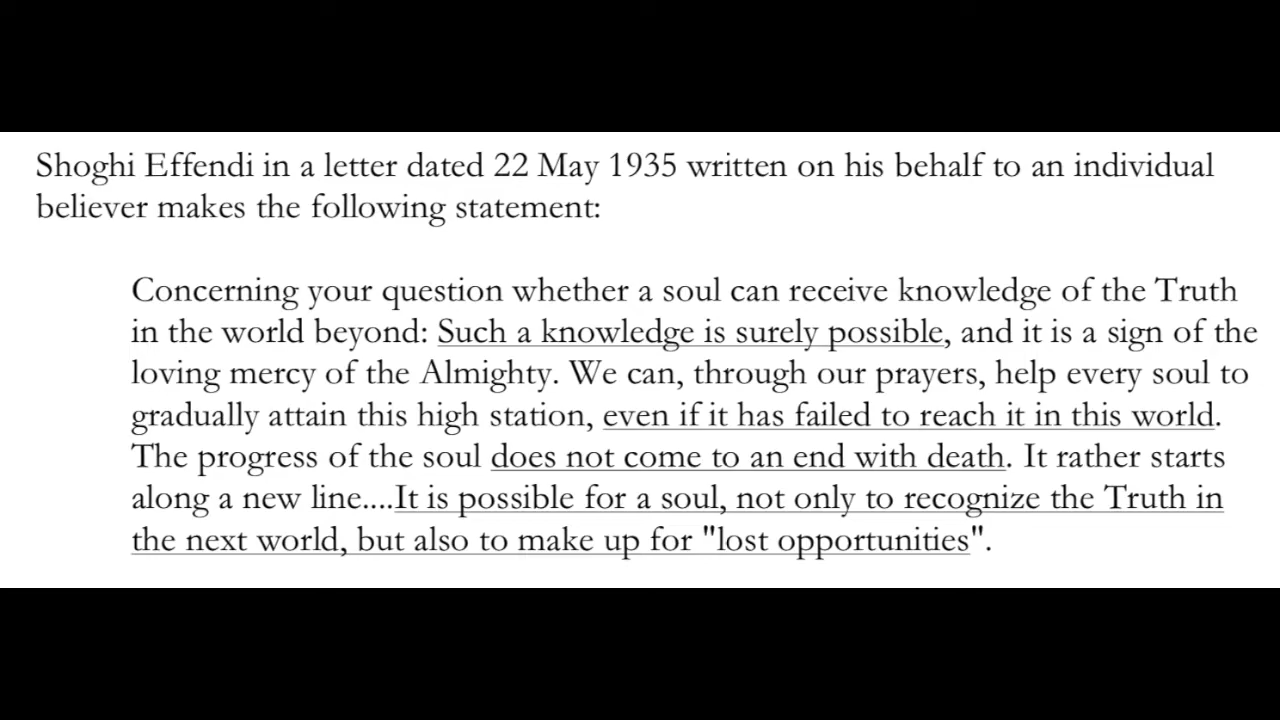 Shoghi Effendi in a letter dated 22 May 1935 written on his behalf to an individual
believer makes the following statement:
Concerning your question whether a soul can receive knowledge of the Truth
in the world beyond: Such a knowledge is surely possible, and it is a sign of the
loving mercy of the Almighty. We can, through our prayers, help every soul to
gradually attain this high station, even if it has failed to reach it in this world.
The progress of the soul does not come to an end with death. It rather starts
along a new line....It is possible for a soul, not only to recognize the Truth in
the next world, but also to make up for "lost opportunities".